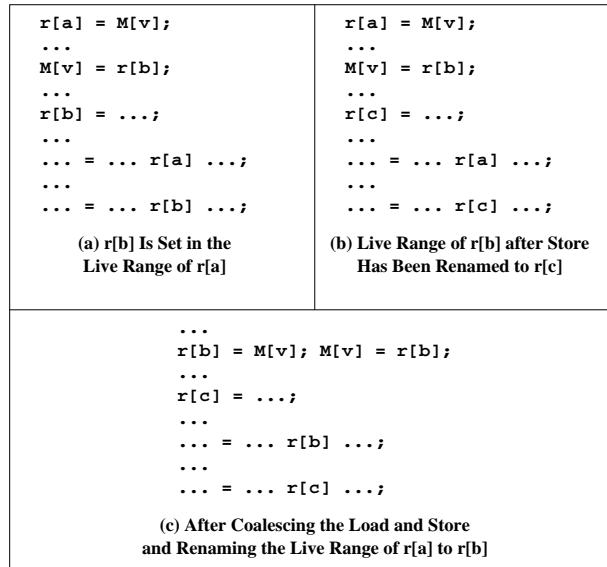 r[a] = M[v];
...
M[v] = r[b];
...
r[b] = ...;
...
... = ... r[a] ...;
...
... = ... r[b] ...;
(a) r[b] Is Set in the
Live Range of r[a]
r[a] = M[v];
...
M[v] = r[b];
...
r[c] = ...;
...
... = ... r[a] ...;
...
... = ... r[c] ...;
(b) Live Range of r[b] after Store
Has Been Renamed to r[c]
...
r[b] = M[v]; M[v] = r[b];
...
r[c] = ...;
...
... = ... r[b] ...;
...
... = ... r[c] ...;
(c) After Coalescing the Load and Store
and Renaming the Live Range of r[a] to r[b]